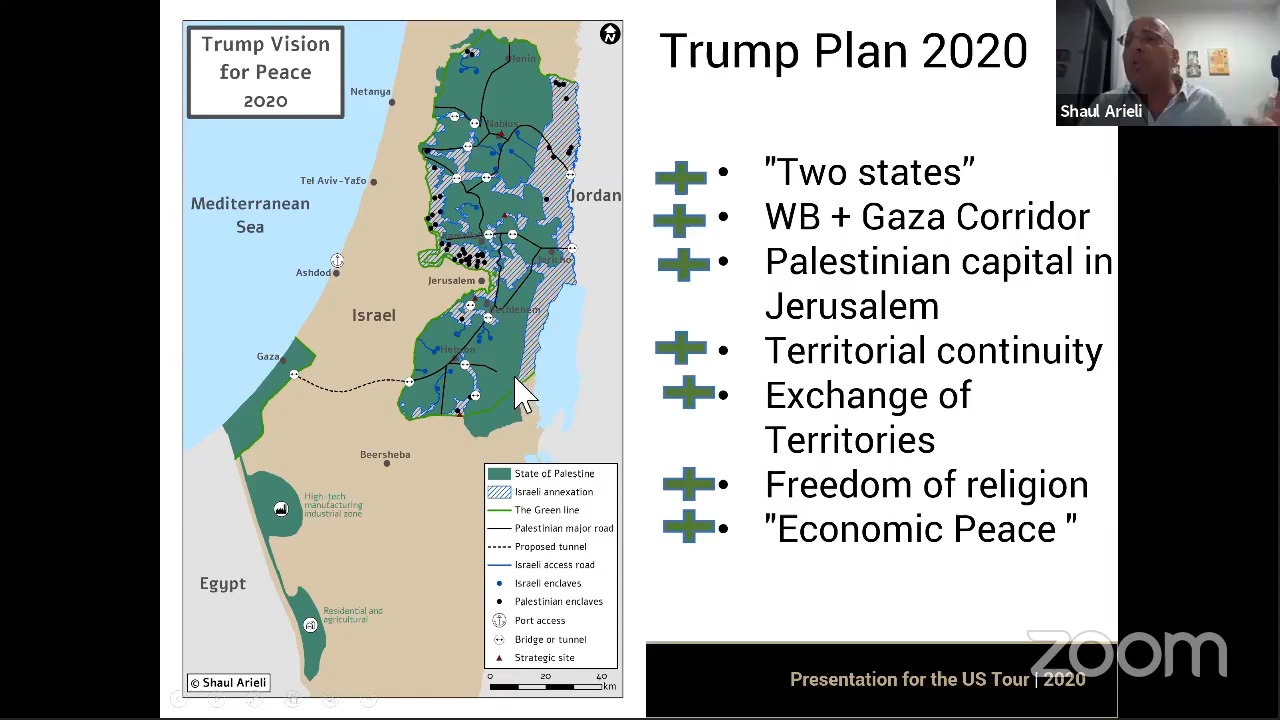 Trump Vision
for Peace
2020
N
Netanya
Tel Aviv-Yafo
Mediterranean
Sea
Ashdod
Jenin
Nablus
Jordan
Jericho
Jerusalem
Bethlehem
Israel
Gaza
Hebron
Beersheba
High-tech
manufacturing
industrial zone
Egypt
Residential and
agricultural
© Shaul Arieli
State of Palestine
Israeli annexation
The Green line
Palestinian major road
Proposed tunnel
Israeli access road
Israeli enclaves
Palestinian enclaves
Port access
Bridge or tunnel
Strategic site
0 20 40
km
Trump Plan 2020
• "Two states”
• WB + Gaza Corridor
• Palestinian capital in
Jerusalem
• Territorial continuity
• Exchange of
Territories
• Freedom of religion
• "Economic Peace "
Presentation for the US Tour | 2020
Shaul Arieli
zoom